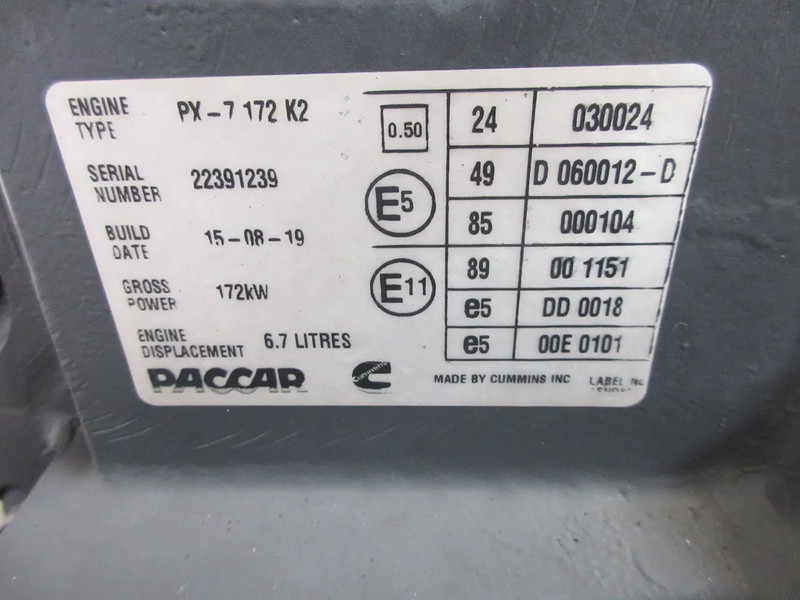 ENGINE TYPE PX-7 172 K2
SERIAL NUMBER 22391239
BUILD DATE 15-08-19
GROSS POWER 172kW
ENGINE DISPLACEMENT 6.7 LITRES
0.50
E5
E11
24 030024
49 D 060012-D
85 000104
89 00 1151
e5 DD 0018
e5 00E 0101
PACCAR
Cummins
MADE BY CUMMINS INC
LABEL